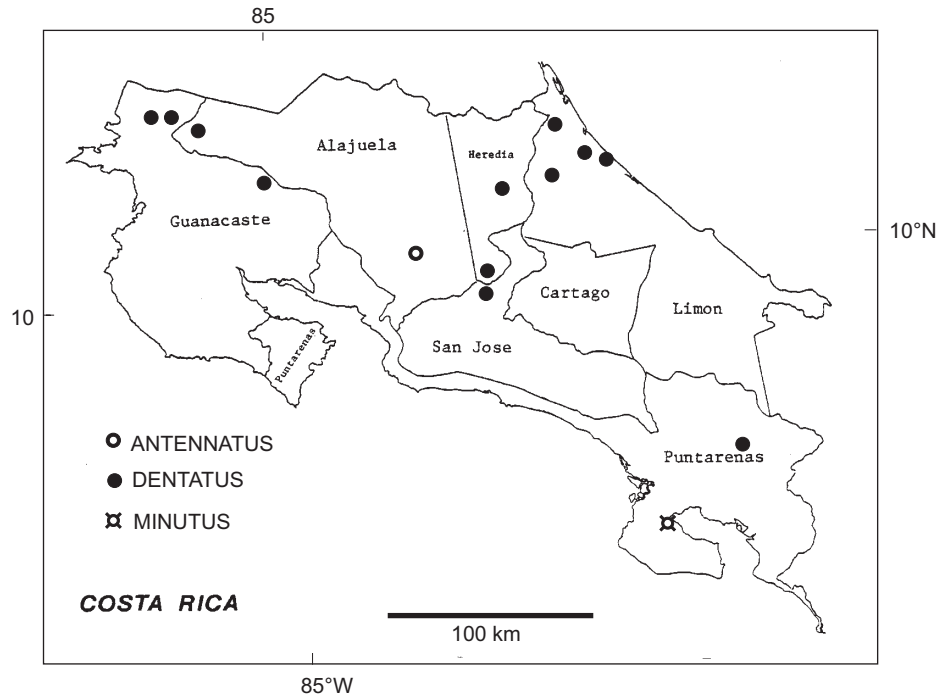 85
Alajuela
Heredia
Guanacaste
10°N
Cartago
Limon
10
San Jose
Puntarenas
ANTENNATUS
Puntarenas
DENTATUS
MINUTUS
COSTA RICA
100 km
85°W